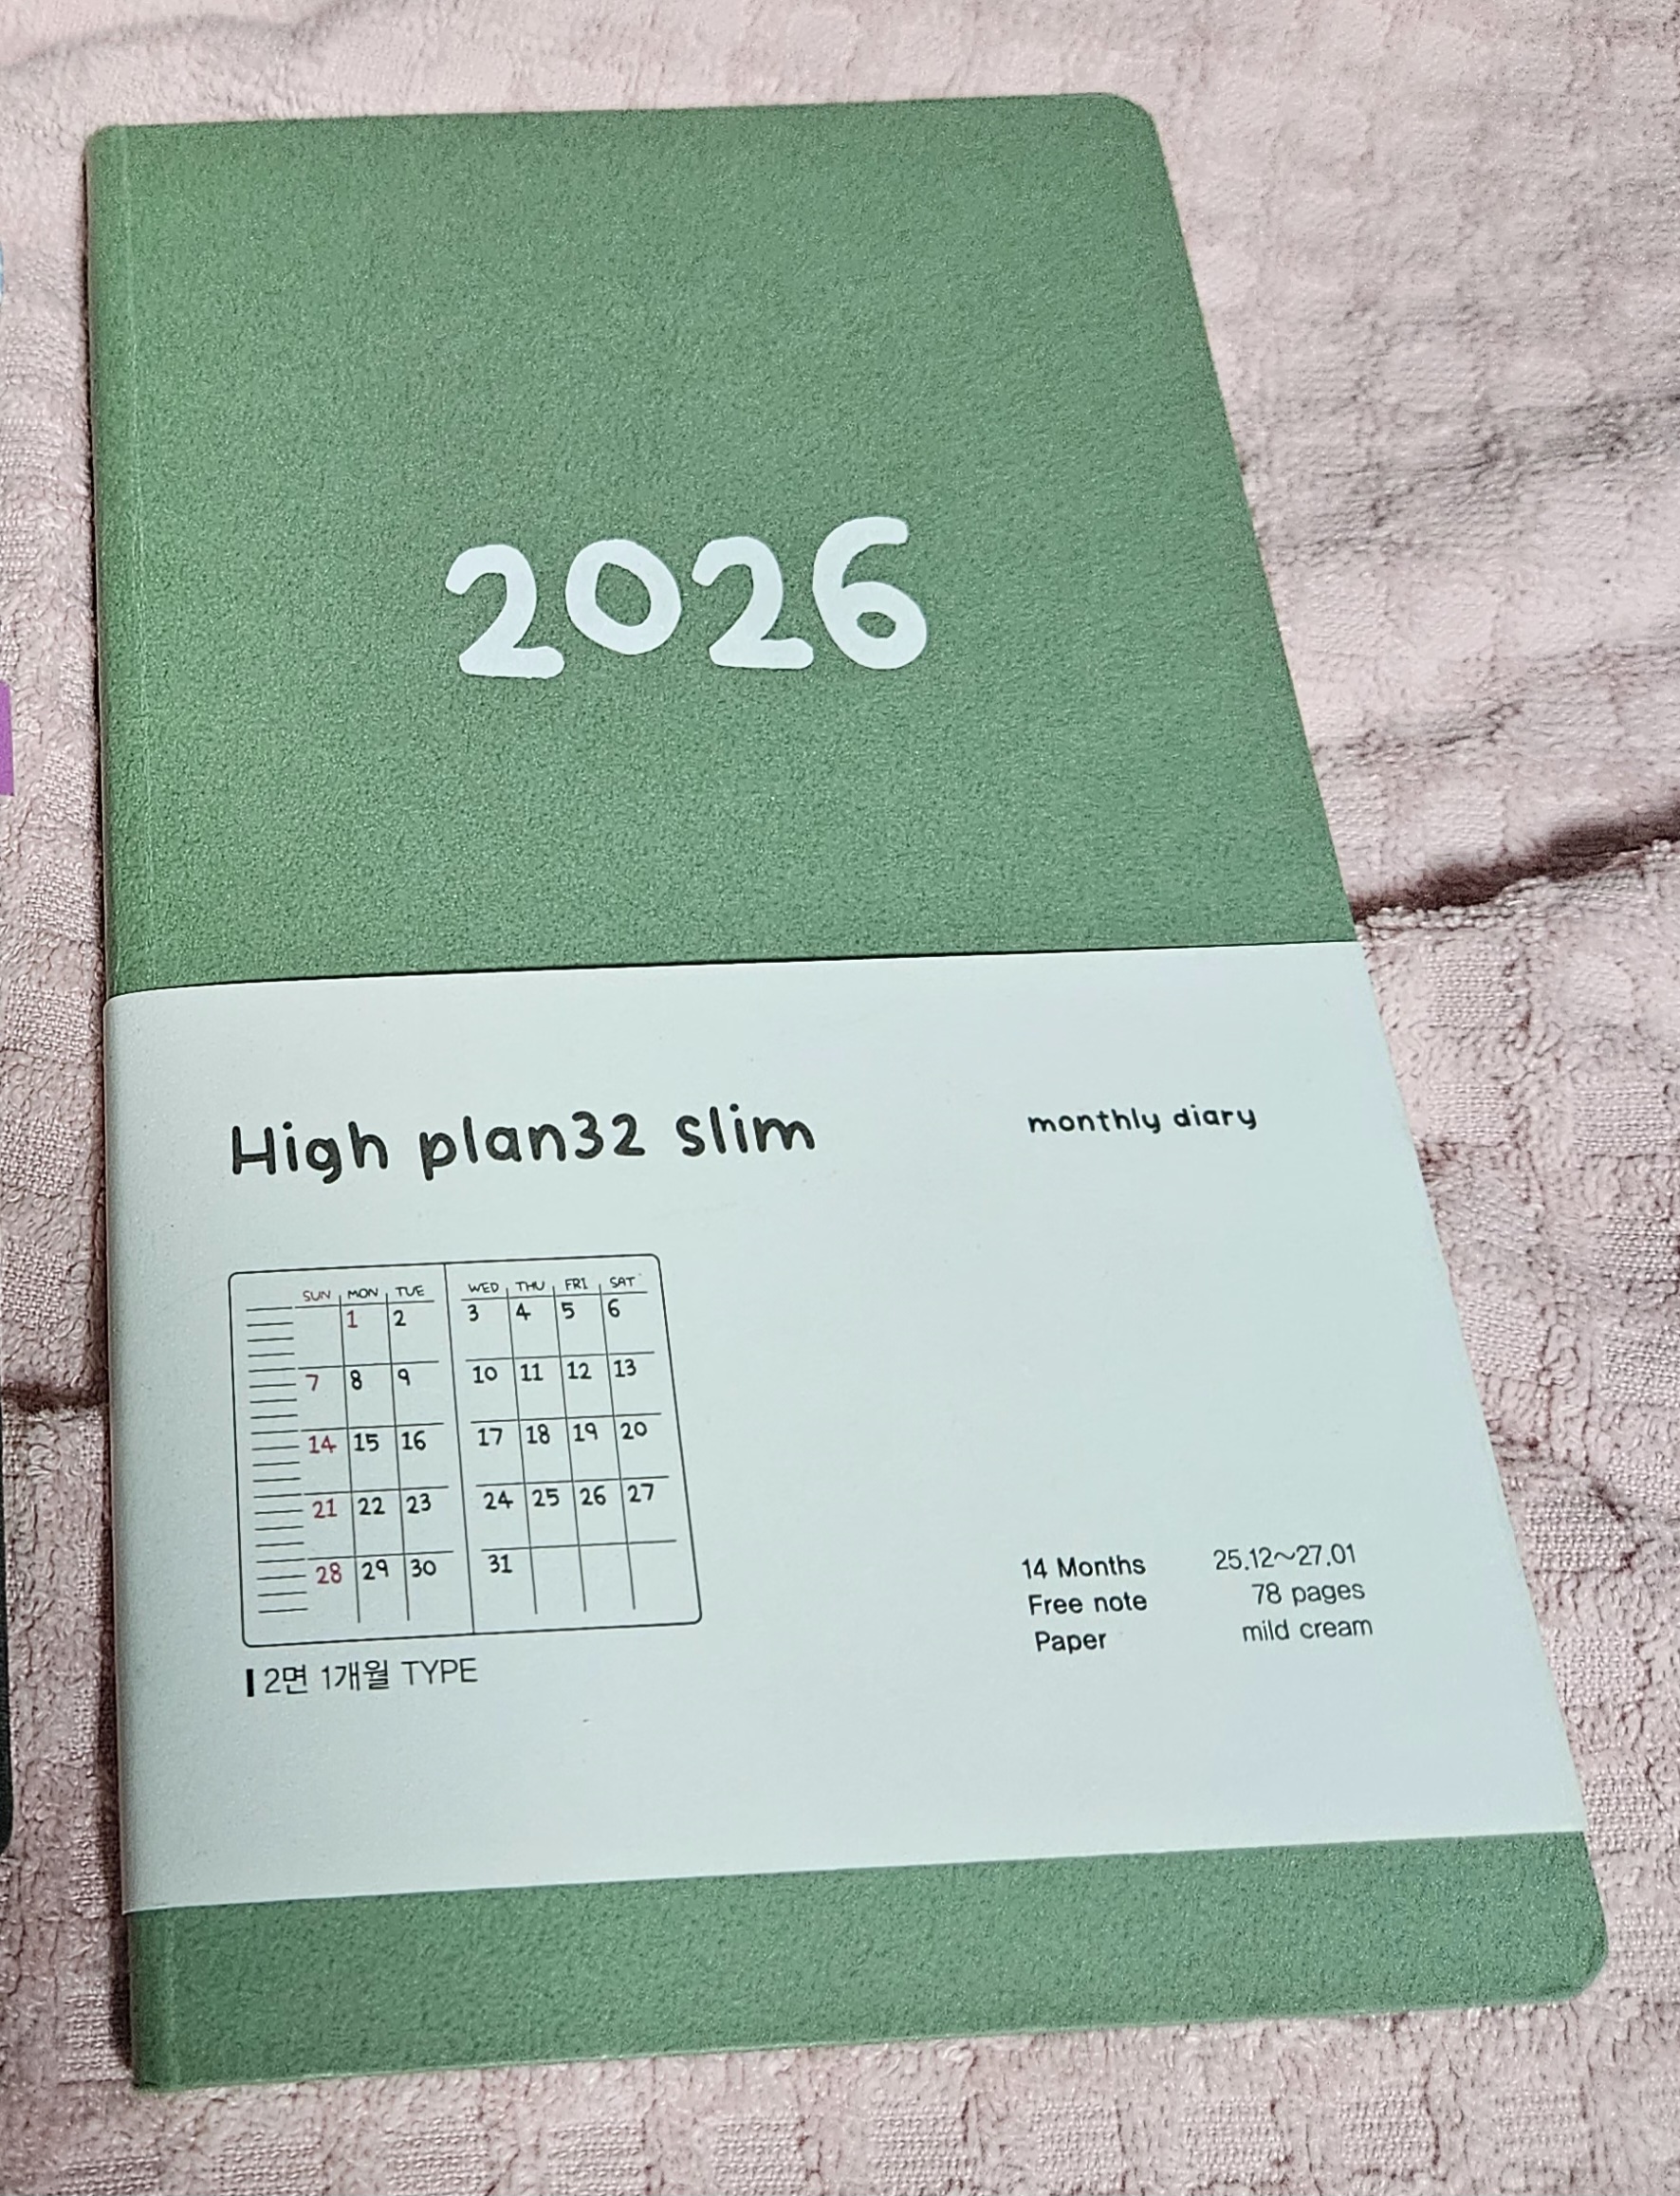 2026
High plan32 slim
monthly diary
SUN MON TUE WED THU FRI SAT
1 2 3 4 5 6
7 8 9 10 11 12 13
14 15 16 17 18 19 20
21 22 23 24 25 26 27
28 29 30 31
2면 1개월 TYPE
14 Months 25.12~27.01
Free note 78 pages
Paper mild cream